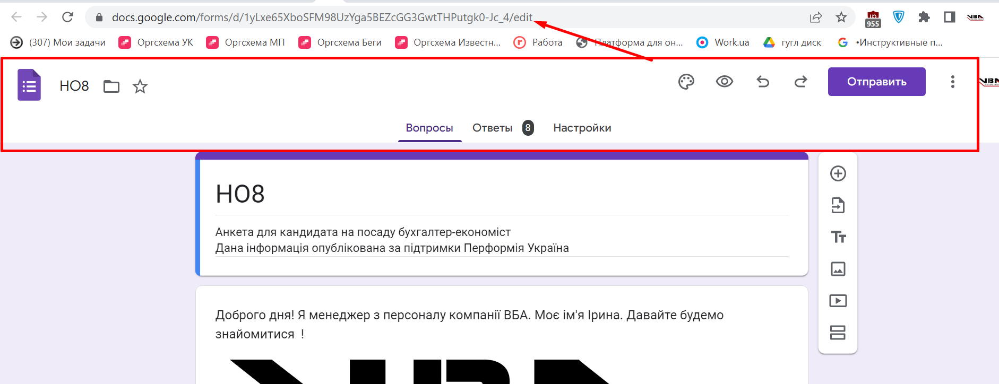 docs.google.com/forms/d/1yLxe65XboSFM98UzYga5BEZcGG3GwtTHPutgk0-Jc_4/edit
955
VBA
(307) Мои задачи
Оргсхема УК
Оргсхема МП
Оргсхема Беги
Оргсхема Известн...
Работа
Платформа для он...
Work.ua
гугл диск
•Инструктивные п...
НО8
Отправить
VBA
Вопросы
Ответы 8
Настройки
НО8
Анкета для кандидата на посаду бухгалтер-економіст
Дана інформація опублікована за підтримки Перформія Україна
Доброго дня! Я менеджер з персоналу компанії ВБА. Моє ім'я Ірина. Давайте будемо
знайомитися  !